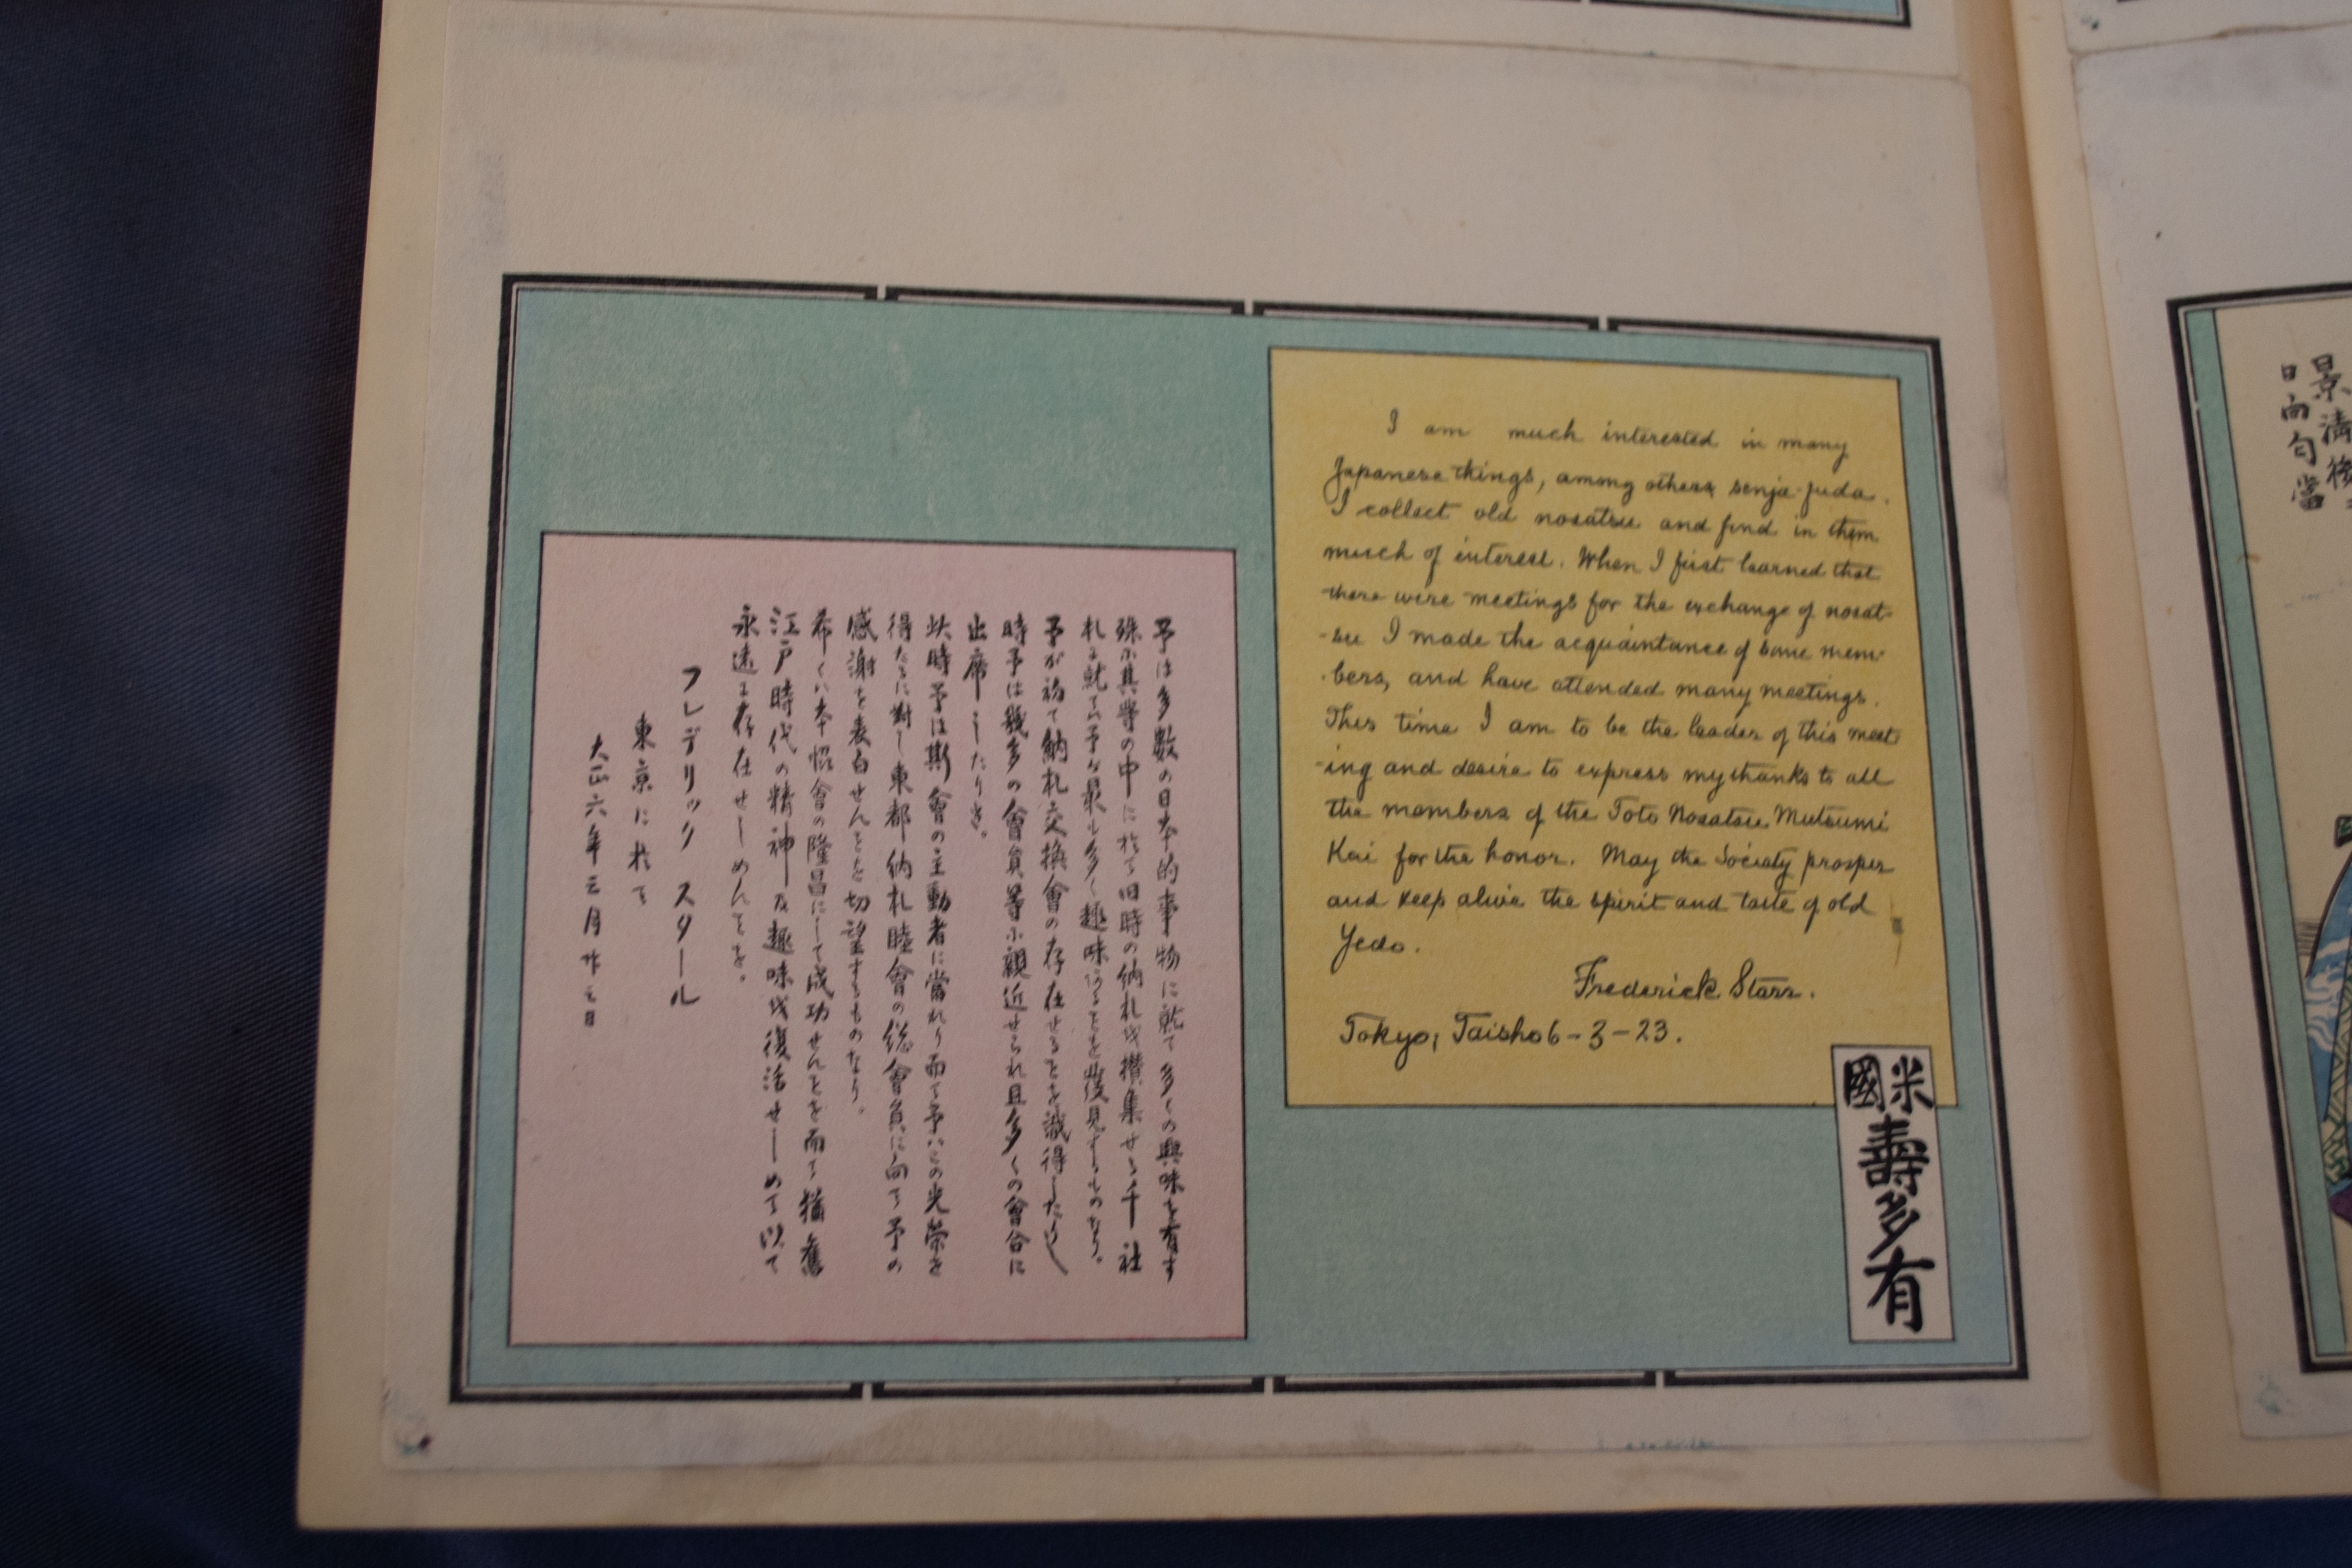 I am much interested in many
Japanese things, among others senja-fuda.
I collect old nosatsu and find in them
much of interest. When I first learned that
there were meetings for the exchange of nosat-
-su I made the acquaintance of some mem-
-bers, and have attended many meetings.
This time I am to be the leader of this meet
-ing and desire to express my thanks to all
the members of the Toto Nosatsu Mutsumi
Kai for the honor. May the Society prosper
and keep alive the spirit and taste of old
Yedo.
Frederick Starr.
Tokyo; Taisho 6-3-23.
米國
壽多有
予は多数の日本的事物に就て多くの興味を有す
殊に其等の中に於て旧時の納札を攅集せる千社
札に就ては予が最も多く趣味あることを発見するものなり。
予が初て納札交換會の存在せることを識得したりし
時予は幾多の會員等に親近せられ且多くの會合に
出席したりき。
此時予は斯會の主動者に當れり而て予はこの光榮を
得たるに對し東都納札睦會の総會員に向て予の
感謝を表白せんことを切望するものなり。
希くは本會の隆昌にして成功せんことを而て猶舊
江戸時代の精神及趣味を復活せしめて以て
永遠に存在せしめんことを。
フレデリック スタール
東京に於て
大正六年三月廿三日
景清
日向勾當